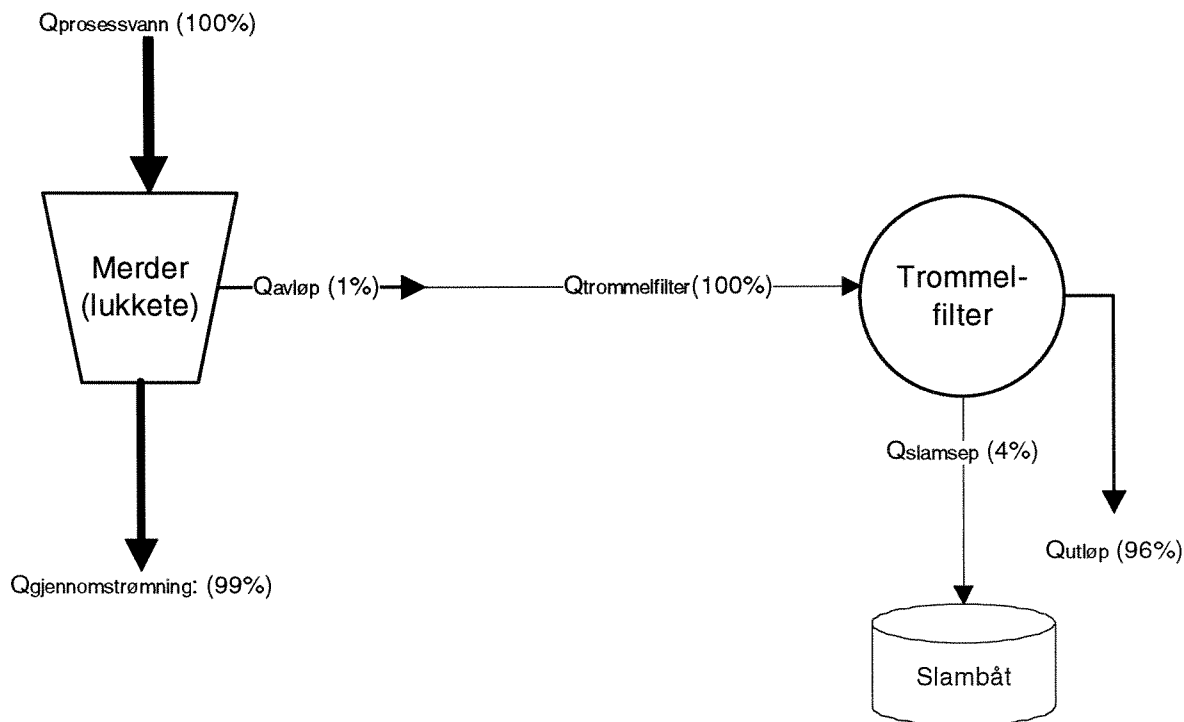 Qprosessvann (100%)
Merder
(lukkete)
Qavløp (1%)
Qtrommelfilter(100%)
Trommel-
filter
Qslamsep (4%)
Qutløp (96%)
Qgjennomstrømning: (99%)
Slambåt